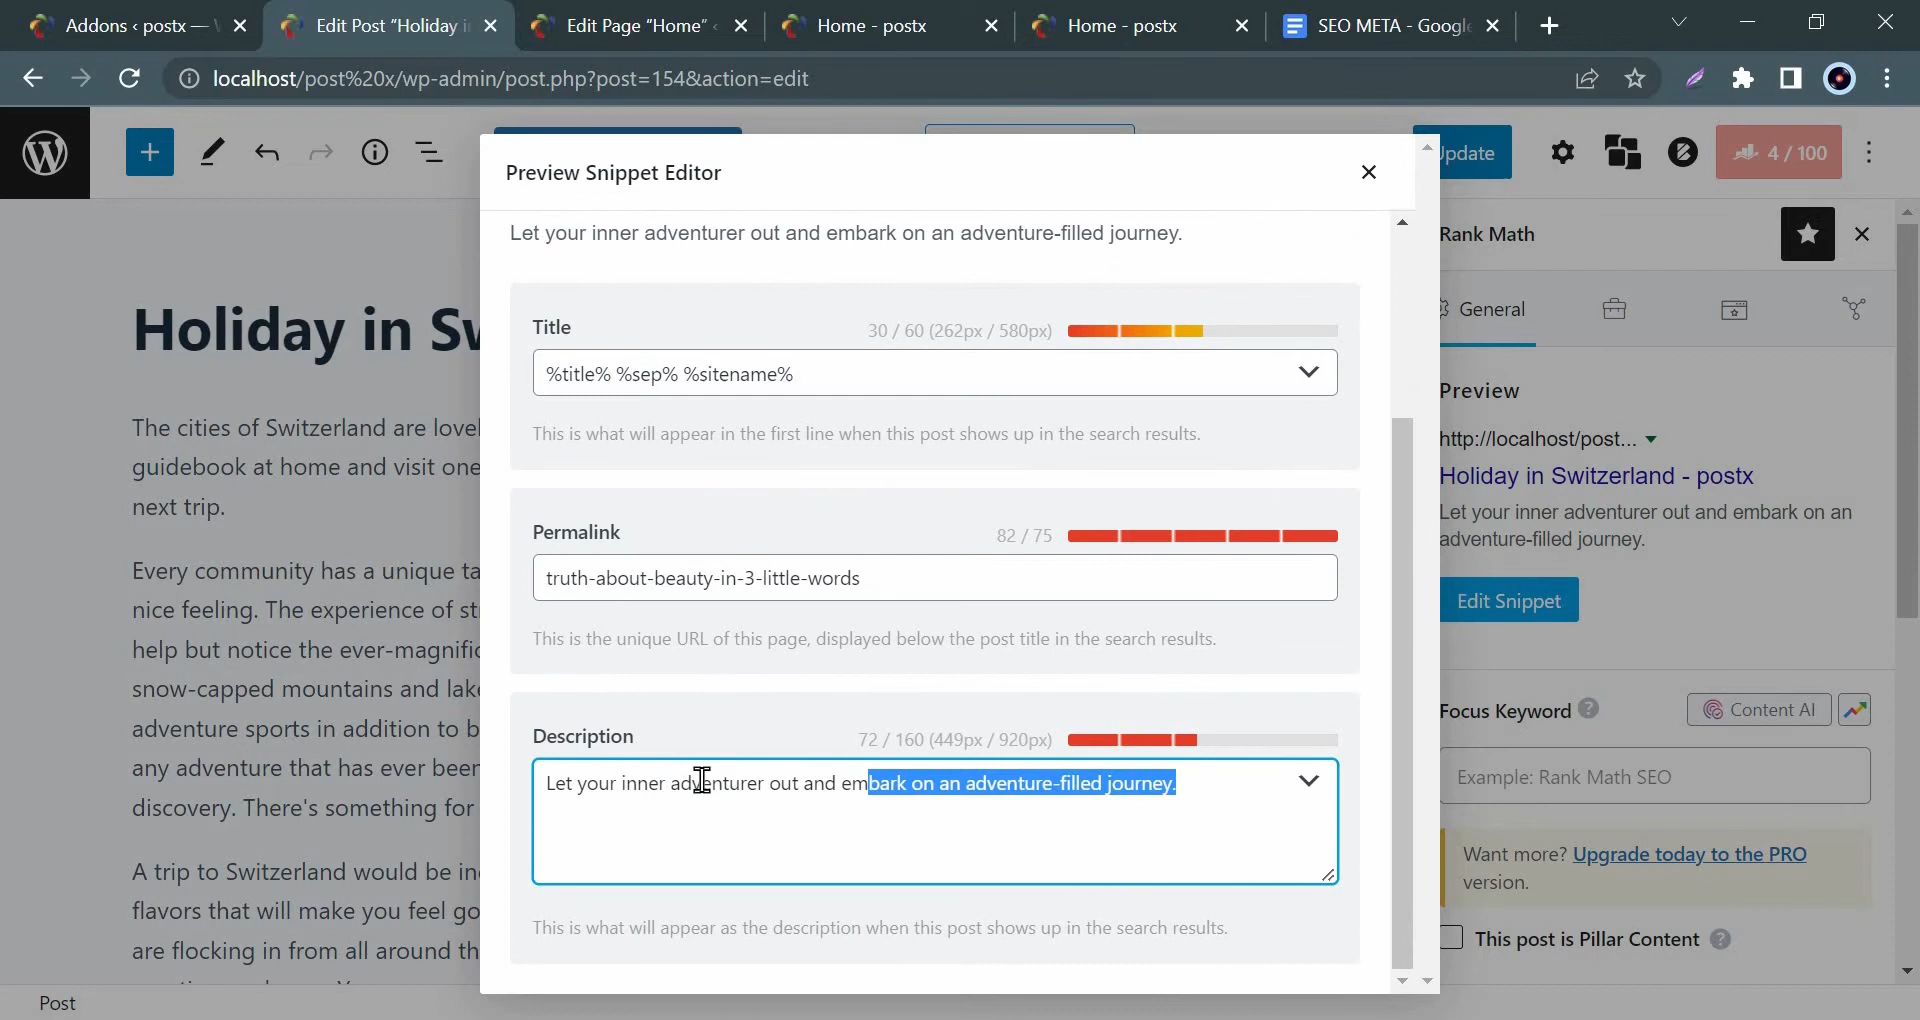 Addons ‹ postx —
Edit Post "Holiday i
Edit Page "Home" ‹
Home - postx
Home - postx
SEO META - Google
localhost/post%20x/wp-admin/post.php?post=154&action=edit
Update
4 / 100
Preview Snippet Editor
Let your inner adventurer out and embark on an adventure-filled journey.
Title
30 / 60 (262px / 580px)
%title% %sep% %sitename%
This is what will appear in the first line when this post shows up in the search results.
Permalink
82 / 75
truth-about-beauty-in-3-little-words
This is the unique URL of this page, displayed below the post title in the search results.
Description
72 / 160 (449px / 920px)
Let your inner adventurer out and embark on an adventure-filled journey.
This is what will appear as the description when this post shows up in the search results.
Holiday in Sw
The cities of Switzerland are lovel
guidebook at home and visit one
next trip.
Every community has a unique ta
nice feeling. The experience of st
help but notice the ever-magnific
snow-capped mountains and lake
adventure sports in addition to b
any adventure that has ever been
discovery. There's something for
A trip to Switzerland would be in
flavors that will make you feel go
are flocking in from all around th
Post
Rank Math
General
Preview
http://localhost/post...
Holiday in Switzerland - postx
Let your inner adventurer out and embark on an
adventure-filled journey.
Edit Snippet
Focus Keyword
Content AI
Example: Rank Math SEO
Want more? Upgrade today to the PRO
version.
This post is Pillar Content